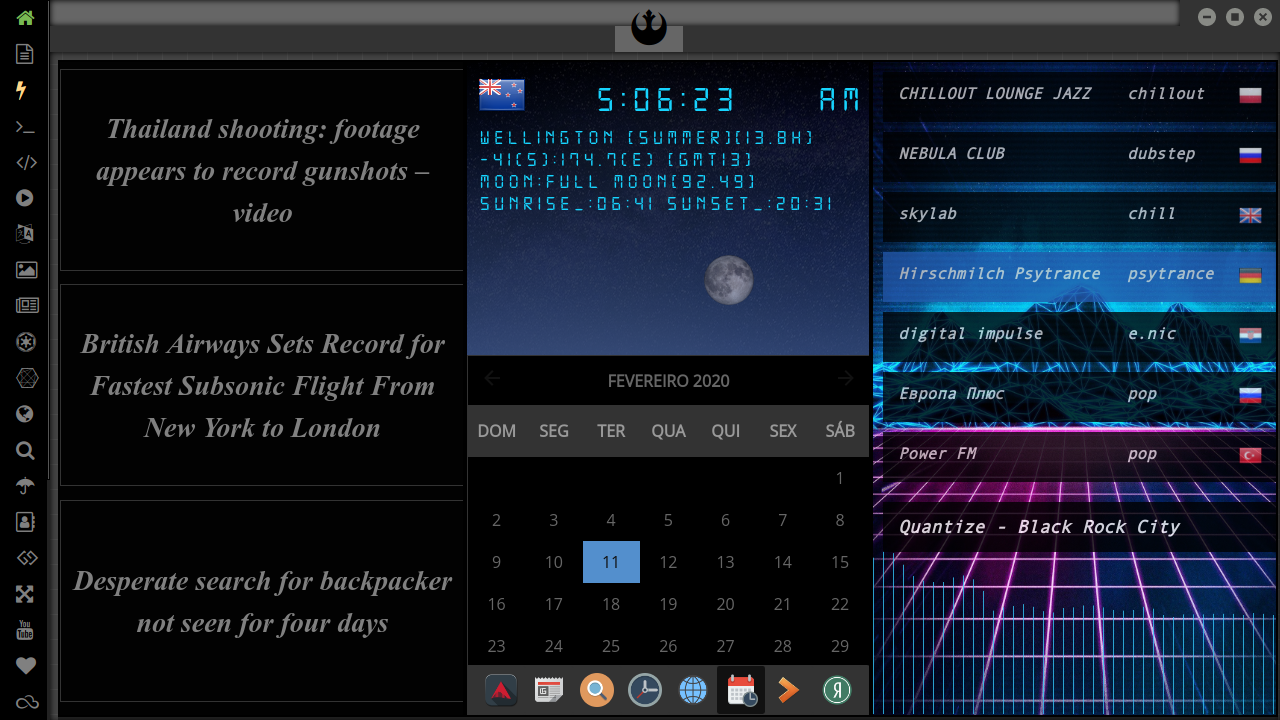 Thailand shooting: footage
appears to record gunshots –
video
British Airways Sets Record for
Fastest Subsonic Flight From
New York to London
Desperate search for backpacker
not seen for four days
5:06:23 AM
WELLINGTON (SUMMER)(13.8H)
-41(S):174.7(E) (GMT13)
MOON:FULL MOON(92.49)
SUNRISE_:06:41 SUNSET_:20:31
FEVEREIRO 2020
DOM SEG TER QUA QUI SEX SÁB
1
2 3 4 5 6 7 8
9 10 11 12 13 14 15
16 17 18 19 20 21 22
23 24 25 26 27 28 29
CHILLOUT LOUNGE JAZZ chillout
NEBULA CLUB dubstep
skylab chill
Hirschmilch Psytrance psytrance
digital impulse e.nic
Европа Плюс pop
Power FM pop
Quantize - Black Rock City
You
Tube
Я